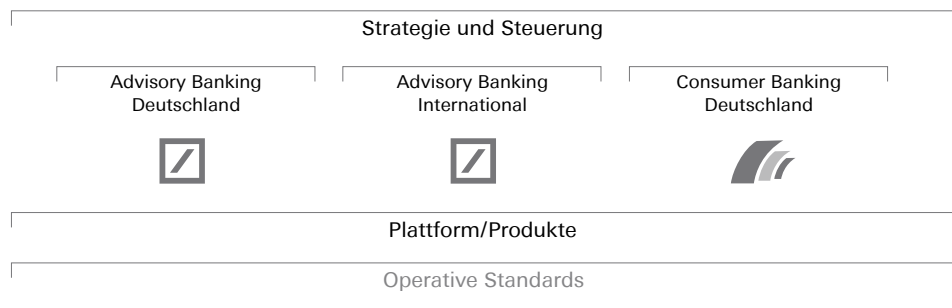 Strategie und Steuerung
Advisory Banking
Deutschland
Advisory Banking
International
Consumer Banking
Deutschland
Plattform/Produkte
Operative Standards